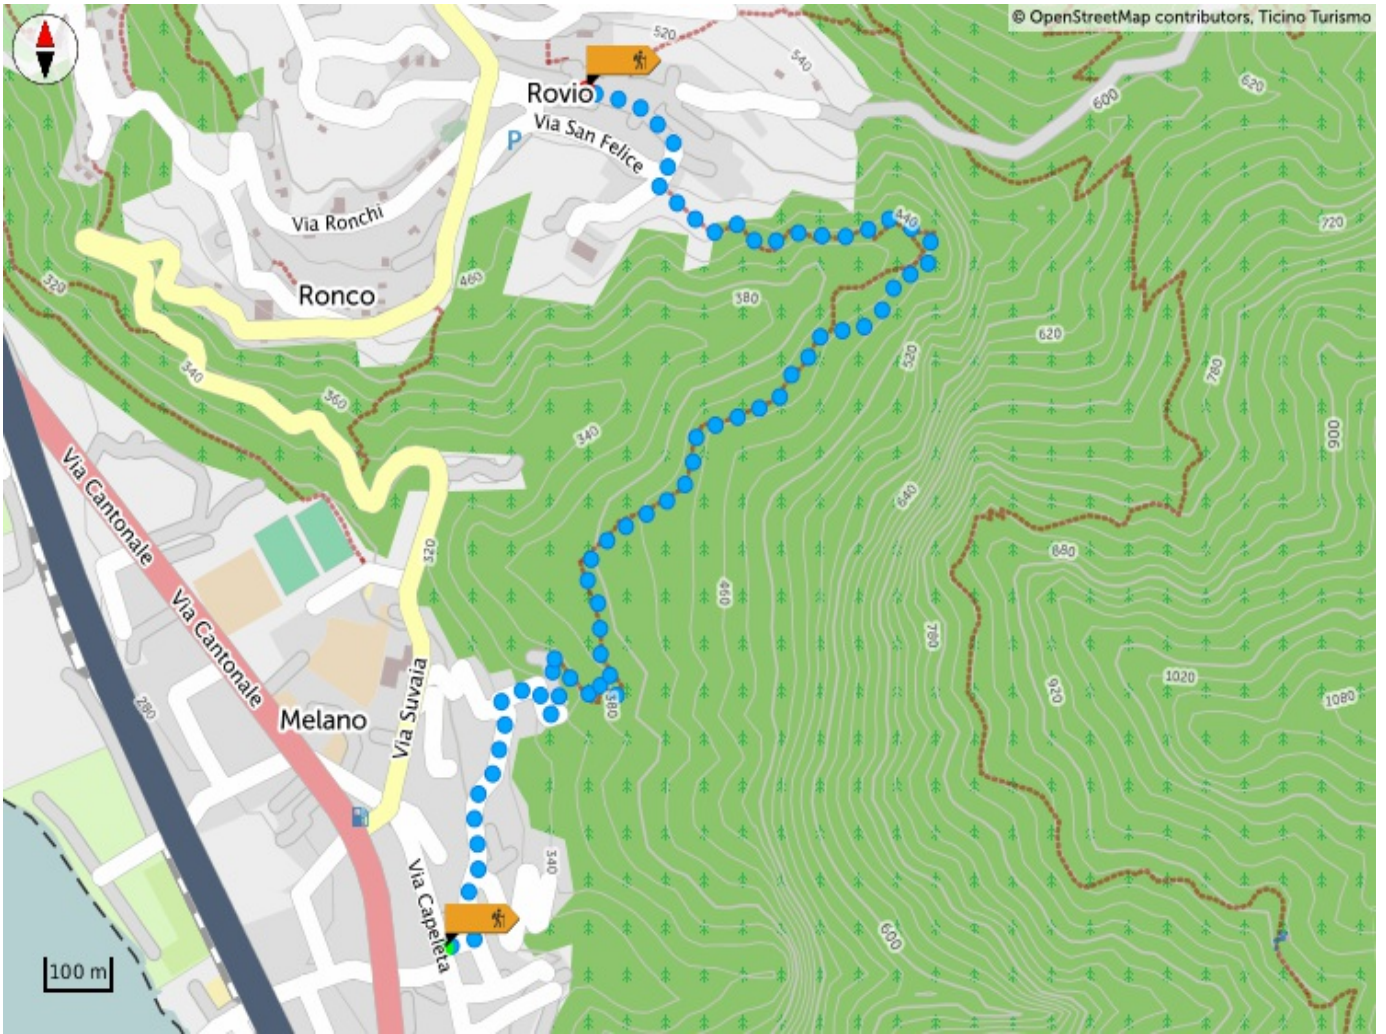 © OpenStreetMap contributors, Ticino Turismo
520
540
620
600
Rovio
Via San Felice
P
Via Ronchi
440
720
320
Ronco
460
380
620
340
520
780
360
340
900
Via Cantonale
640
320
680
Via Cantonale
460
780
Via Suvaia
280
Melano
380
920
1020
1080
Via Capeleta
340
600
100 m